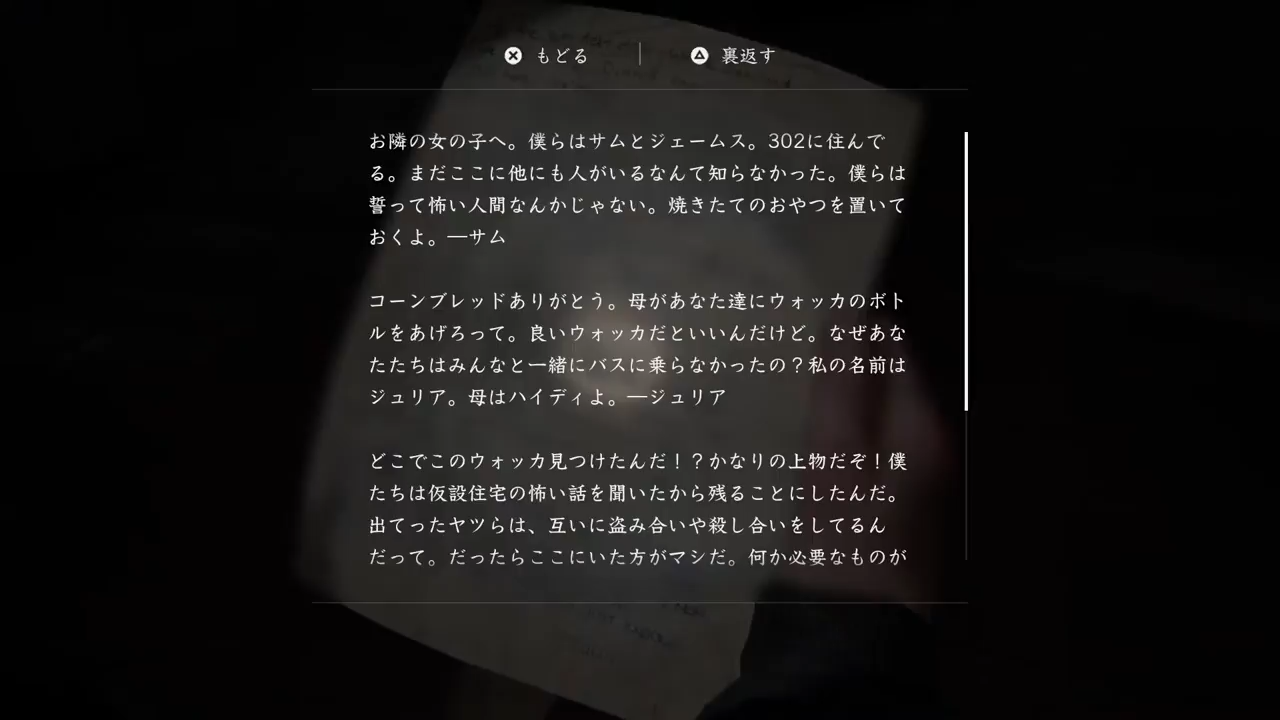 もどる
裏返す
お隣の女の子へ。僕らはサムとジェームス。302に住んで
る。まだここに他にも人がいるなんて知らなかった。僕らは
誓って怖い人間なんかじゃない。焼きたてのおやつを置いて
おくよ。―サム
コーンブレッドありがとう。母があなた達にウォッカのボト
ルをあげろって。良いウォッカだといいんだけど。なぜあな
たたちはみんなと一緒にバスに乗らなかったの？私の名前は
ジュリア。母はハイディよ。―ジュリア
どこでこのウォッカ見つけたんだ！？かなりの上物だぞ！僕
たちは仮設住宅の怖い話を聞いたから残ることにしたんだ。
出てったヤツらは、互いに盗み合いや殺し合いをしてるん
だって。だったらここにいた方がマシだ。何か必要なものが